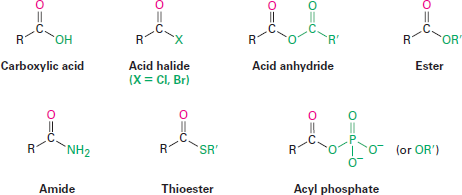 O O O O O
C C C C C
R OH R X R O R′ R OR′
Carboxylic acid Acid halide Acid anhydride Ester
(X = Cl, Br)
O O O O
C C C P
R NH2 R SR′ R O O− (or OR′)
O−
Amide Thioester Acyl phosphate